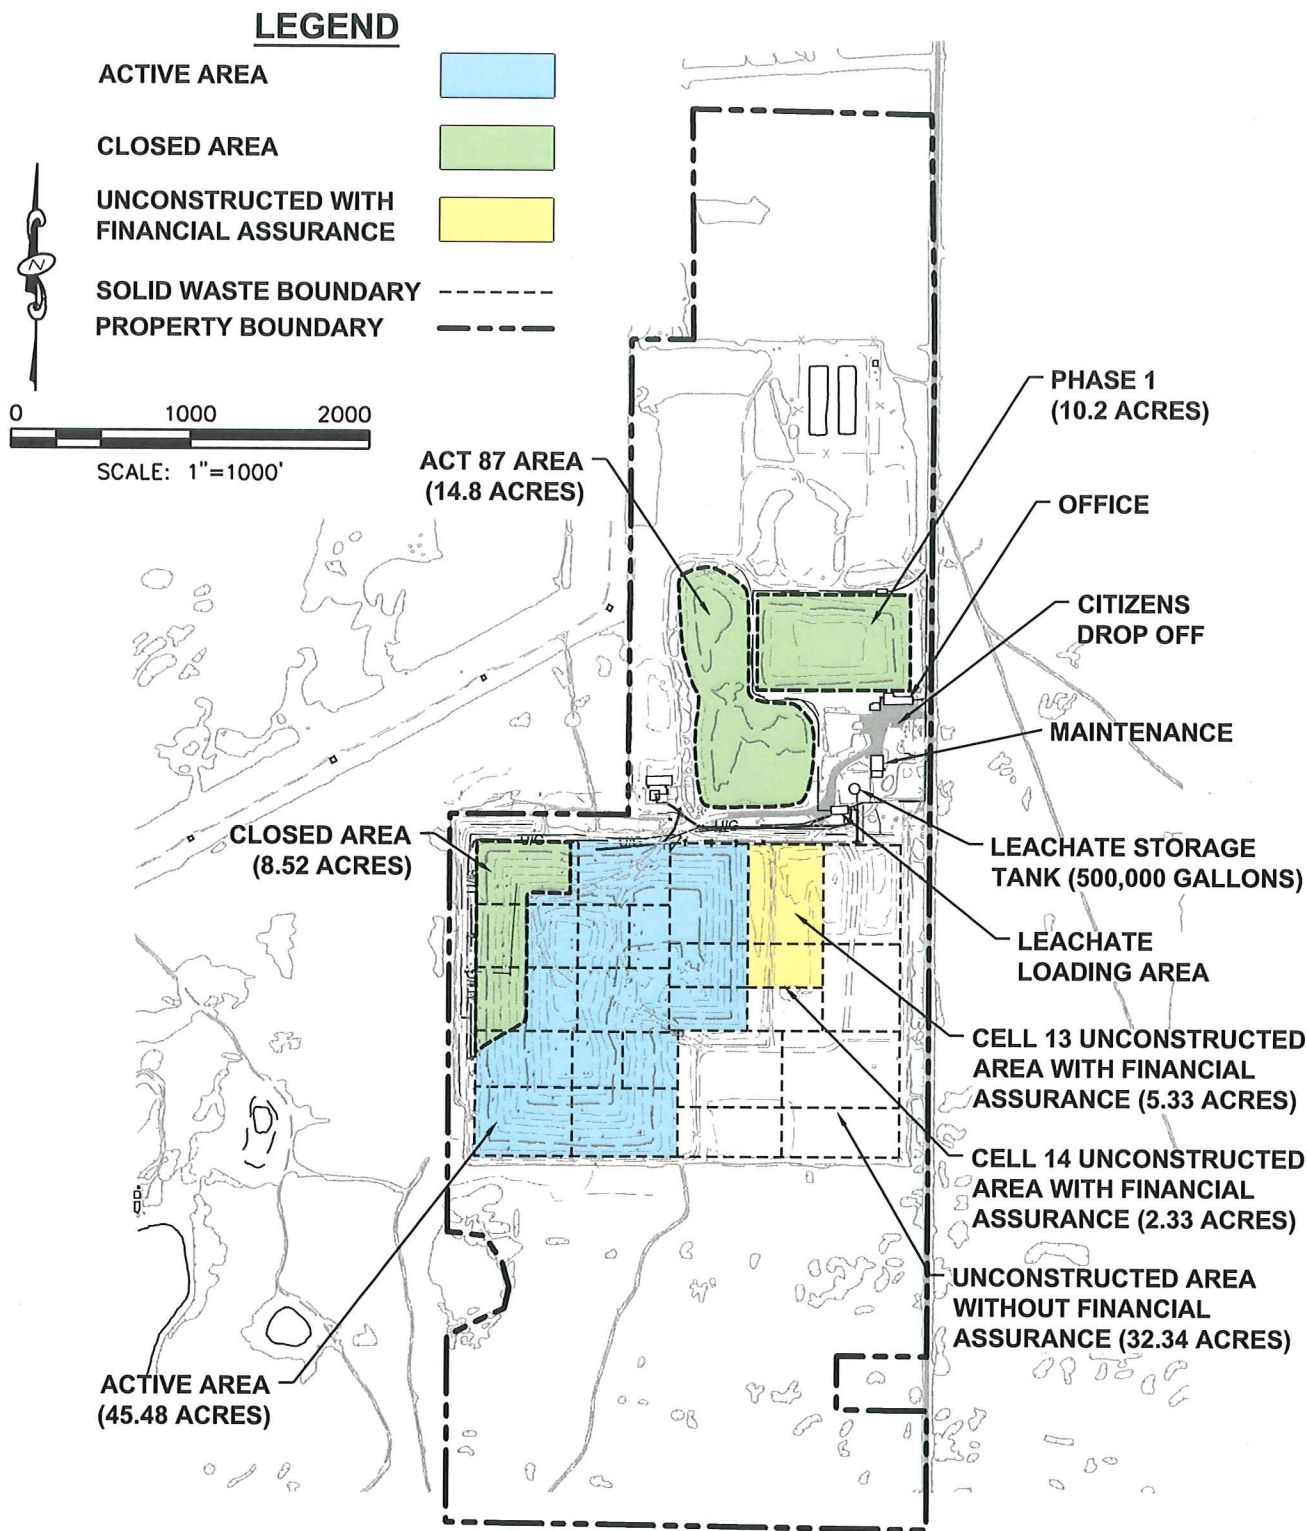 LEGEND
ACTIVE AREA
CLOSED AREA
UNCONSTRUCTED WITH
FINANCIAL ASSURANCE
SOLID WASTE BOUNDARY
PROPERTY BOUNDARY
N
0 1000 2000
SCALE: 1"=1000'
PHASE 1
(10.2 ACRES)
ACT 87 AREA
(14.8 ACRES)
OFFICE
CITIZENS
DROP OFF
MAINTENANCE
CLOSED AREA
(8.52 ACRES)
LEACHATE STORAGE
TANK (500,000 GALLONS)
LEACHATE
LOADING AREA
CELL 13 UNCONSTRUCTED
AREA WITH FINANCIAL
ASSURANCE (5.33 ACRES)
CELL 14 UNCONSTRUCTED
AREA WITH FINANCIAL
ASSURANCE (2.33 ACRES)
UNCONSTRUCTED AREA
WITHOUT FINANCIAL
ASSURANCE (32.34 ACRES)
ACTIVE AREA
(45.48 ACRES)